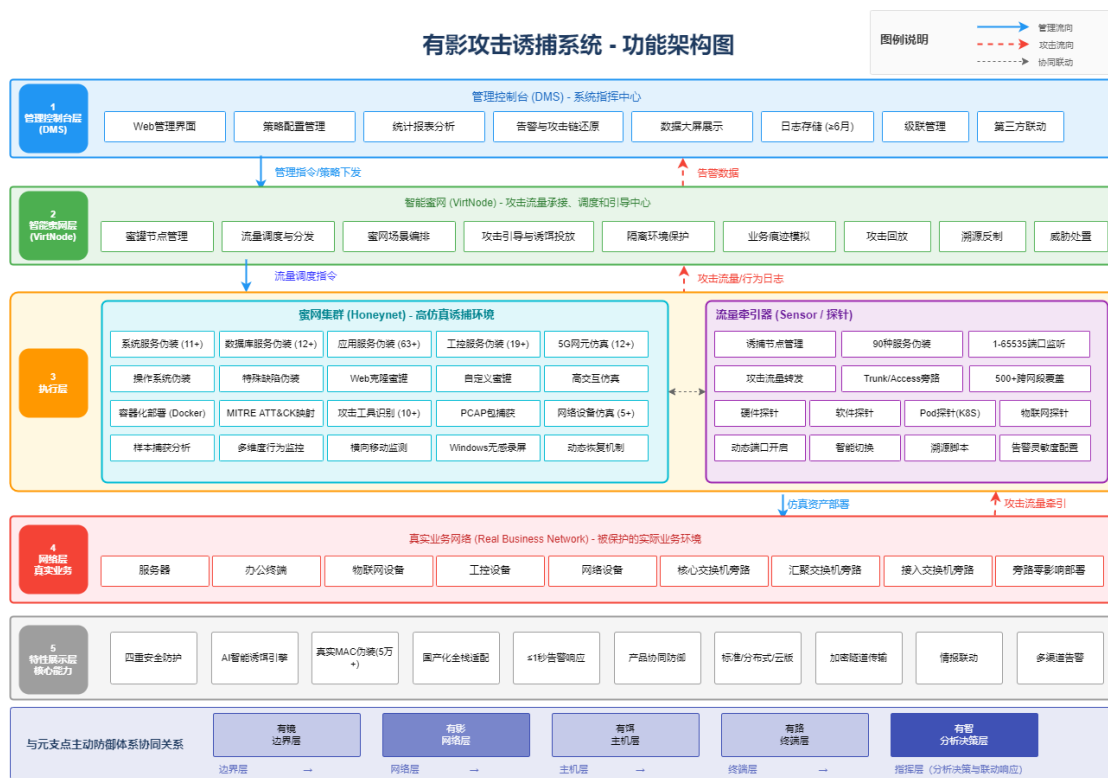 有影攻击诱捕系统 - 功能架构图
图例说明
管理流向
攻击流向
协同联动
1
管理控制台层
(DMS)
管理控制台 (DMS) - 系统指挥中心
Web管理界面
策略配置管理
统计报表分析
告警与攻击链还原
数据大屏展示
日志存储 (≥6月)
级联管理
第三方联动
管理指令/策略下发
告警数据
2
智能蜜网层
(VirtNode)
智能蜜网 (VirtNode) - 攻击流量承接、调度和引导中心
蜜罐节点管理
流量调度与分发
蜜网场景编排
攻击引导与诱饵投放
隔离环境保护
业务痕迹模拟
攻击回放
溯源反制
威胁处置
流量调度指令
攻击流量/行为日志
3
执行层
蜜网集群 (Honeynet) - 高仿真诱捕环境
系统服务伪装 (11+)
数据库服务伪装 (12+)
应用服务伪装 (63+)
工控服务伪装 (19+)
5G网元仿真 (12+)
操作系统伪装
特殊缺陷伪装
Web克隆蜜罐
自定义蜜罐
高交互仿真
容器化部署 (Docker)
MITRE ATT&CK映射
攻击工具识别 (10+)
PCAP包捕获
网络设备仿真 (5+)
样本捕获分析
多维度行为监控
横向移动监测
Windows无感录屏
动态恢复机制
流量牵引器 (Sensor / 探针)
诱捕节点管理
90种服务伪装
1-65535端口监听
攻击流量转发
Trunk/Access旁路
500+跨网段覆盖
硬件探针
软件探针
Pod探针(K8S)
物联网探针
动态端口开启
智能切换
溯源脚本
告警灵敏度配置
仿真资产部署
攻击流量牵引
4
网络层
真实业务
真实业务网络 (Real Business Network) - 被保护的实际业务环境
服务器
办公终端
物联网设备
工控设备
网络设备
核心交换机旁路
汇聚交换机旁路
接入交换机旁路
旁路零影响部署
5
特性展示层
核心能力
四重安全防护
AI智能诱饵引擎
真实MAC伪装(5万
+)
国产化全栈适配
≤1秒告警响应
产品协同防御
标准/分布式/云版
加密隧道传输
情报联动
多渠道告警
与元支点主动防御体系协同关系
有镜
边界层
有影
网络层
有饵
主机层
有路
终端层
有智
分析决策层
边界层 →
网络层 →
主机层 →
终端层 →
指挥层（分析决策与联动响应）